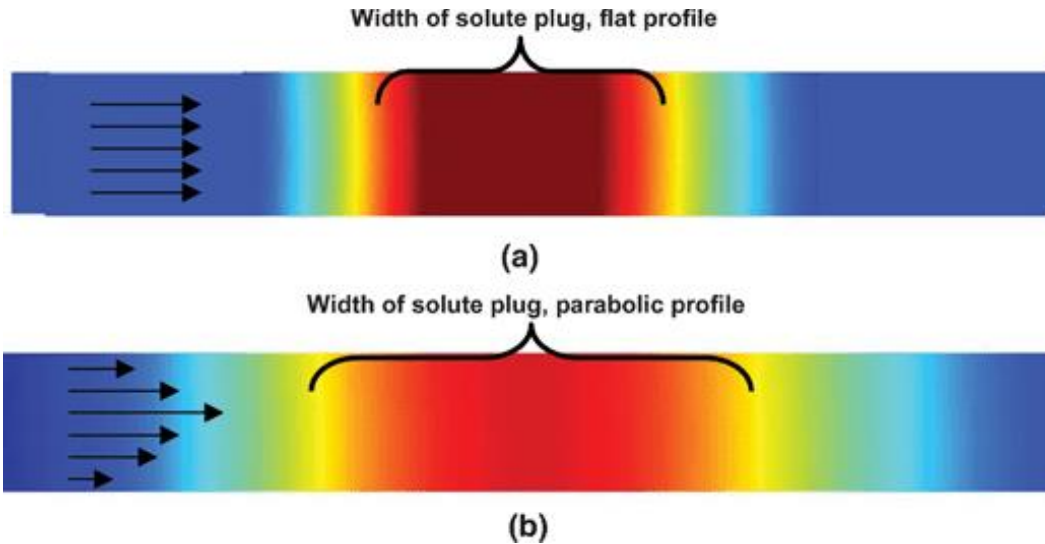 Width of solute plug, flat profile
(a)
Width of solute plug, parabolic profile
(b)